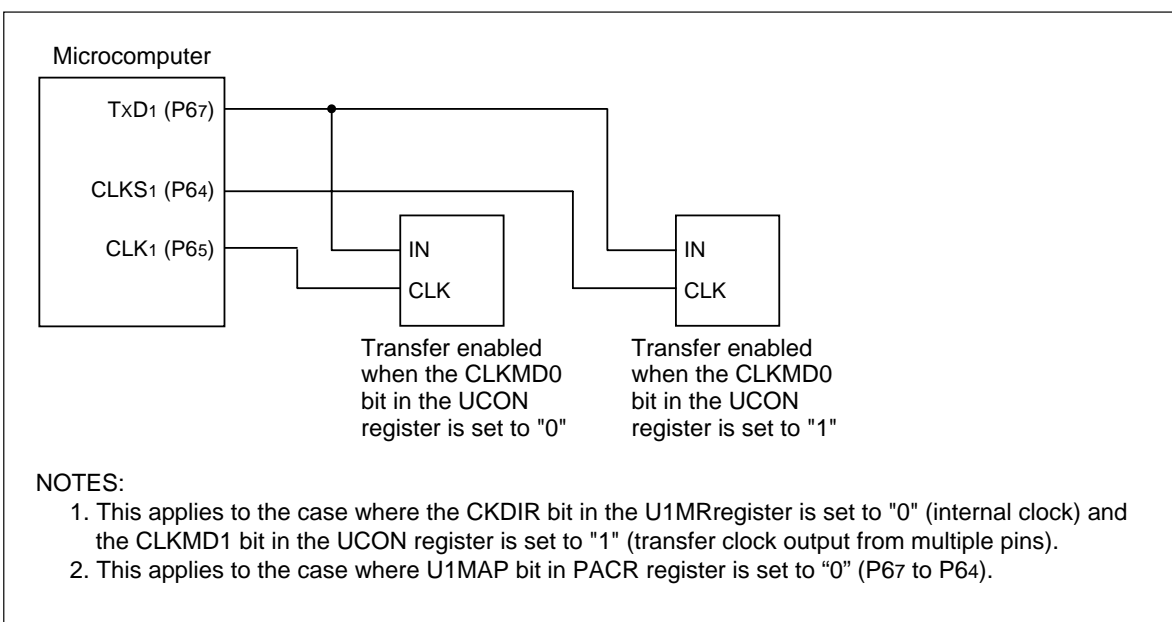 Microcomputer
TxD1 (P67)
CLKS1 (P64)
CLK1 (P65)
IN
CLK
IN
CLK
Transfer enabled
when the CLKMD0
bit in the UCON
register is set to "0"
Transfer enabled
when the CLKMD0
bit in the UCON
register is set to "1"
NOTES:
1. This applies to the case where the CKDIR bit in the U1MRregister is set to "0" (internal clock) and
the CLKMD1 bit in the UCON register is set to "1" (transfer clock output from multiple pins).
2. This applies to the case where U1MAP bit in PACR register is set to “0” (P67 to P64).